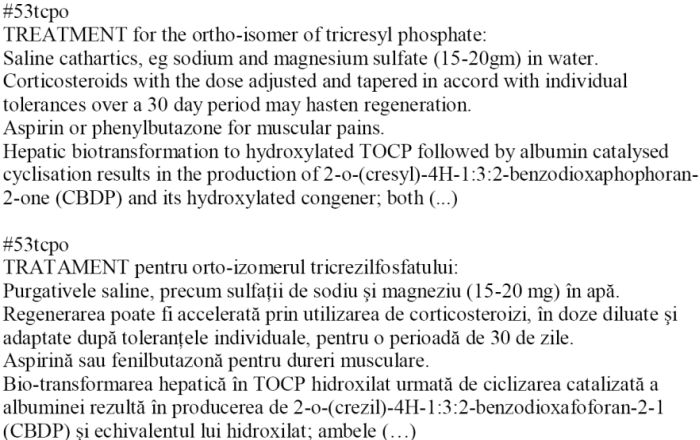 #53tcpo
TREATMENT for the ortho-isomer of tricresyl phosphate:
Saline cathartics, eg sodium and magnesium sulfate (15-20gm) in water.
Corticosteroids with the dose adjusted and tapered in accord with individual
tolerances over a 30 day period may hasten regeneration.
Aspirin or phenylbutazone for muscular pains.
Hepatic biotransformation to hydroxylated TOCP followed by albumin catalysed
cyclisation results in the production of 2-o-(cresyl)-4H-1:3:2-benzodioxaphophoran-
2-one (CBDP) and its hydroxylated congener; both (...)

#53tcpo
TRATAMENT pentru orto-izomerul tricrezilfosfatului:
Purgativele saline, precum sulfații de sodiu şi magneziu (15-20 mg) în apă.
Regenerarea poate fi accelerată prin utilizarea de corticosteroizi, în doze diluate şi
adaptate după toleranțele individuale, pentru o perioadă de 30 de zile.
Aspirină sau fenilbutazonă pentru dureri musculare.
Bio-transformarea hepatică în TOCP hidroxilat urmată de ciclizarea catalizată a
albuminei rezultă în producerea de 2-o-(crezil)-4H-1:3:2-benzodioxafoforan-2-1
(CBDP) şi echivalentul lui hidroxilat; ambele (…)